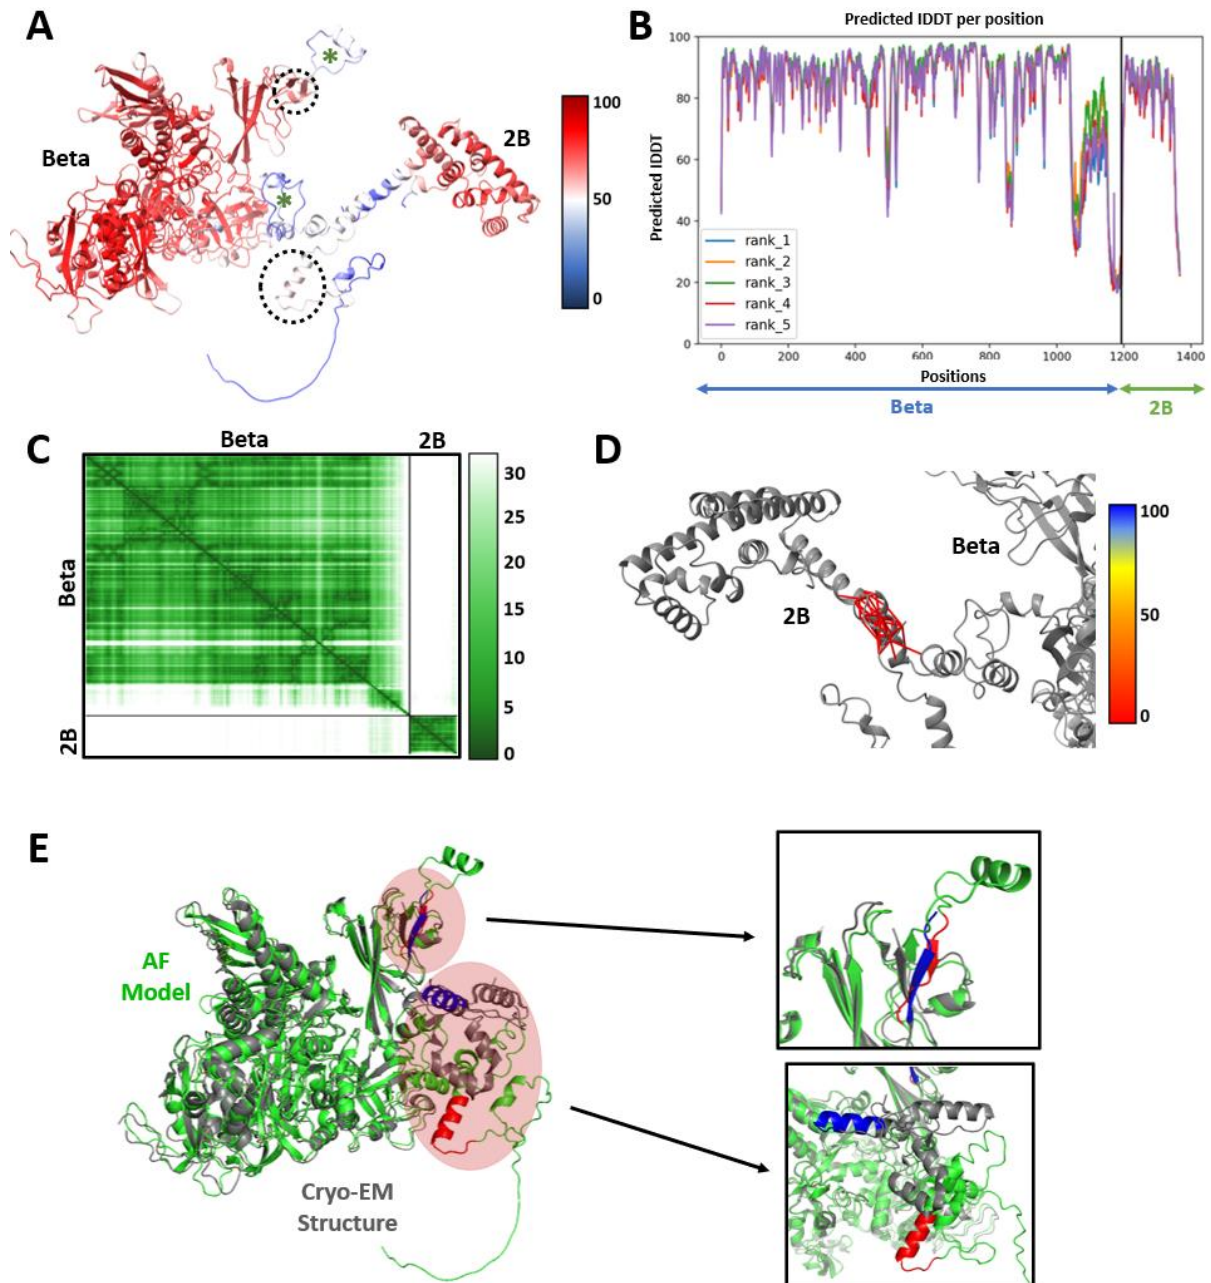 A
Beta
*
*
2B
100
50
0
B
Predicted IDDT per position
Predicted IDDT
100
80
60
40
20
0
rank_1
rank_2
rank_3
rank_4
rank_5
0
200
400
600
800
1000
1200
1400
Positions
Beta
2B
C
Beta
2B
Beta
2B
30
25
20
15
10
5
0
D
2B
Beta
100
50
0
E
AF
Model
Cryo-EM
Structure